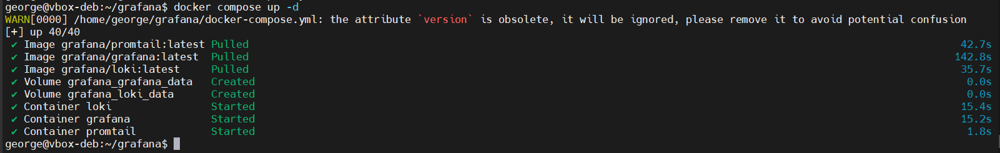 george@vbox-deb:~/grafana$ docker compose up -d
WARN[0000] /home/george/grafana/docker-compose.yml: the attribute `version` is obsolete, it will be ignored, please remove it to avoid potential confusion
[+] up 40/40
✔ Image grafana/promtail:latest Pulled 42.7s
✔ Image grafana/grafana:latest Pulled 142.8s
✔ Image grafana/loki:latest Pulled 35.7s
✔ Volume grafana_grafana_data Created 0.0s
✔ Volume grafana_loki_data Created 0.0s
✔ Container loki Started 15.4s
✔ Container grafana Started 15.2s
✔ Container promtail Started 1.8s
george@vbox-deb:~/grafana$